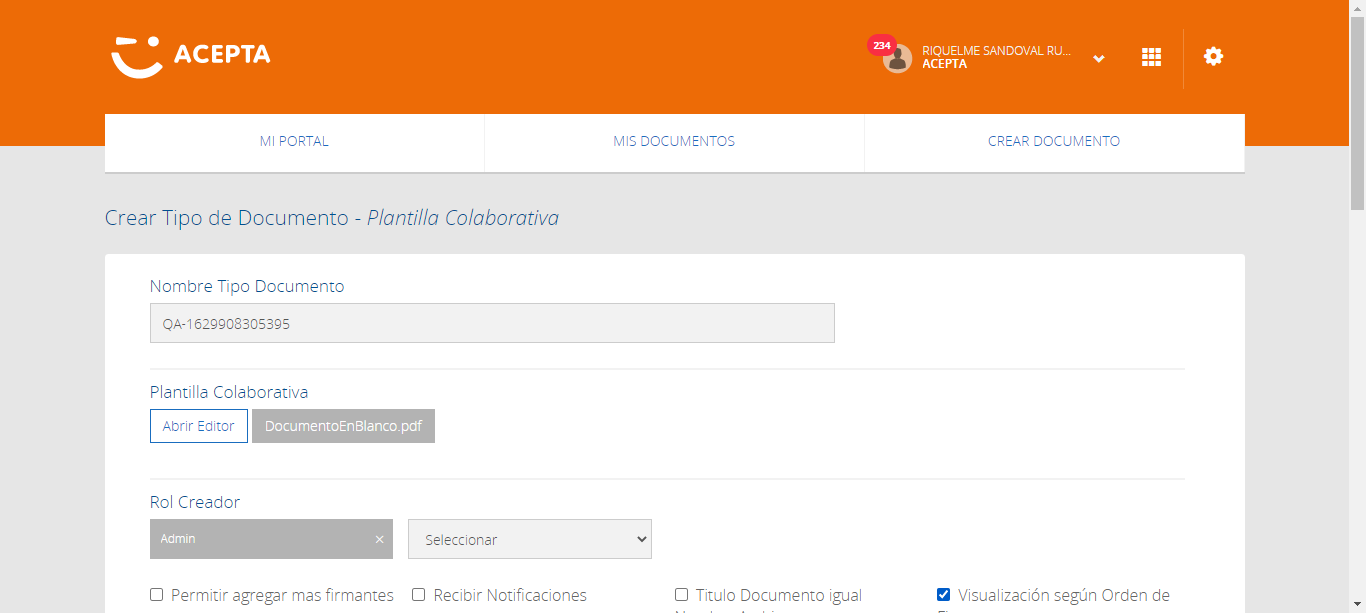 ACEPTA
234
RIQUELME SANDOVAL RU...
ACEPTA
MI PORTAL
MIS DOCUMENTOS
CREAR DOCUMENTO
Crear Tipo de Documento - Plantilla Colaborativa
Nombre Tipo Documento
QA-1629908305395
Plantilla Colaborativa
Abrir Editor
DocumentoEnBlanco.pdf
Rol Creador
Admin ×
Seleccionar
Permitir agregar mas firmantes
Recibir Notificaciones
Titulo Documento igual
Visualización según Orden de